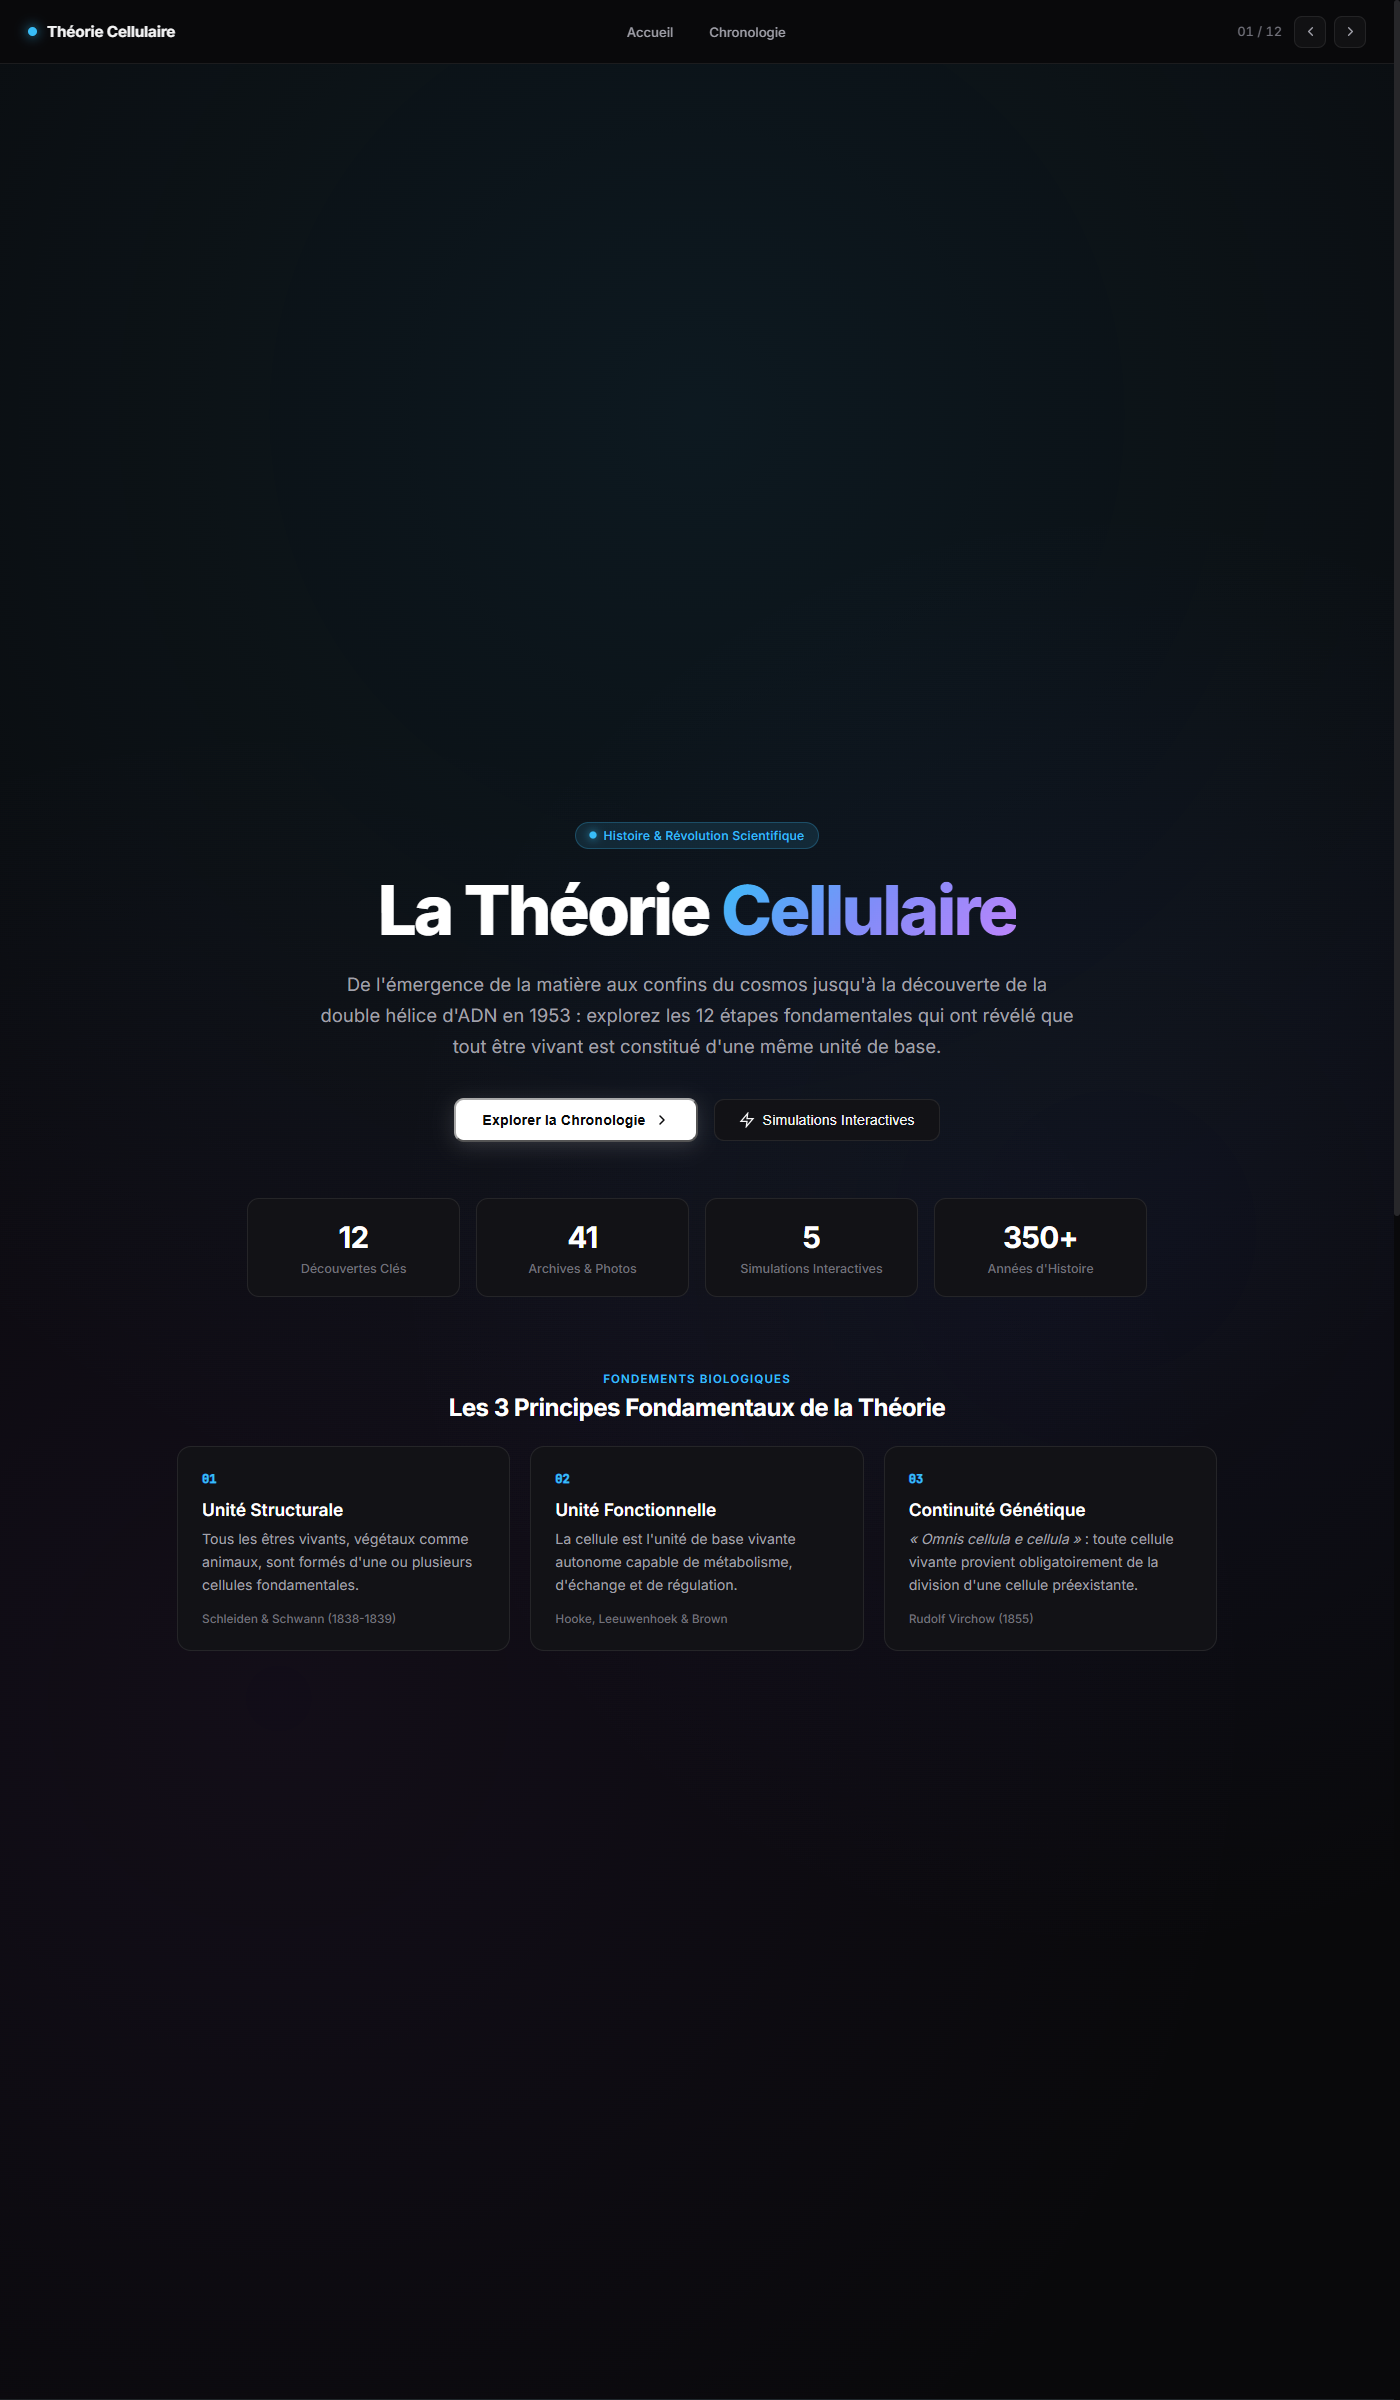 Théorie Cellulaire
Accueil
Chronologie
01 / 12
Histoire & Révolution Scientifique
La Théorie Cellulaire
De l'émergence de la matière aux confins du cosmos jusqu'à la découverte de la
double hélice d'ADN en 1953 : explorez les 12 étapes fondamentales qui ont révélé que
tout être vivant est constitué d'une même unité de base.
Explorer la Chronologie
Simulations Interactives
12
Découvertes Clés
41
Archives & Photos
5
Simulations Interactives
350+
Années d'Histoire
FONDEMENTS BIOLOGIQUES
Les 3 Principes Fondamentaux de la Théorie
01
Unité Structurale
Tous les êtres vivants, végétaux comme
animaux, sont formés d'une ou plusieurs
cellules fondamentales.
Schleiden & Schwann (1838-1839)
02
Unité Fonctionnelle
La cellule est l'unité de base vivante
autonome capable de métabolisme,
d'échange et de régulation.
Hooke, Leeuwenhoek & Brown
03
Continuité Génétique
« Omnis cellula e cellula » : toute cellule
vivante provient obligatoirement de la
division d'une cellule préexistante.
Rudolf Virchow (1855)